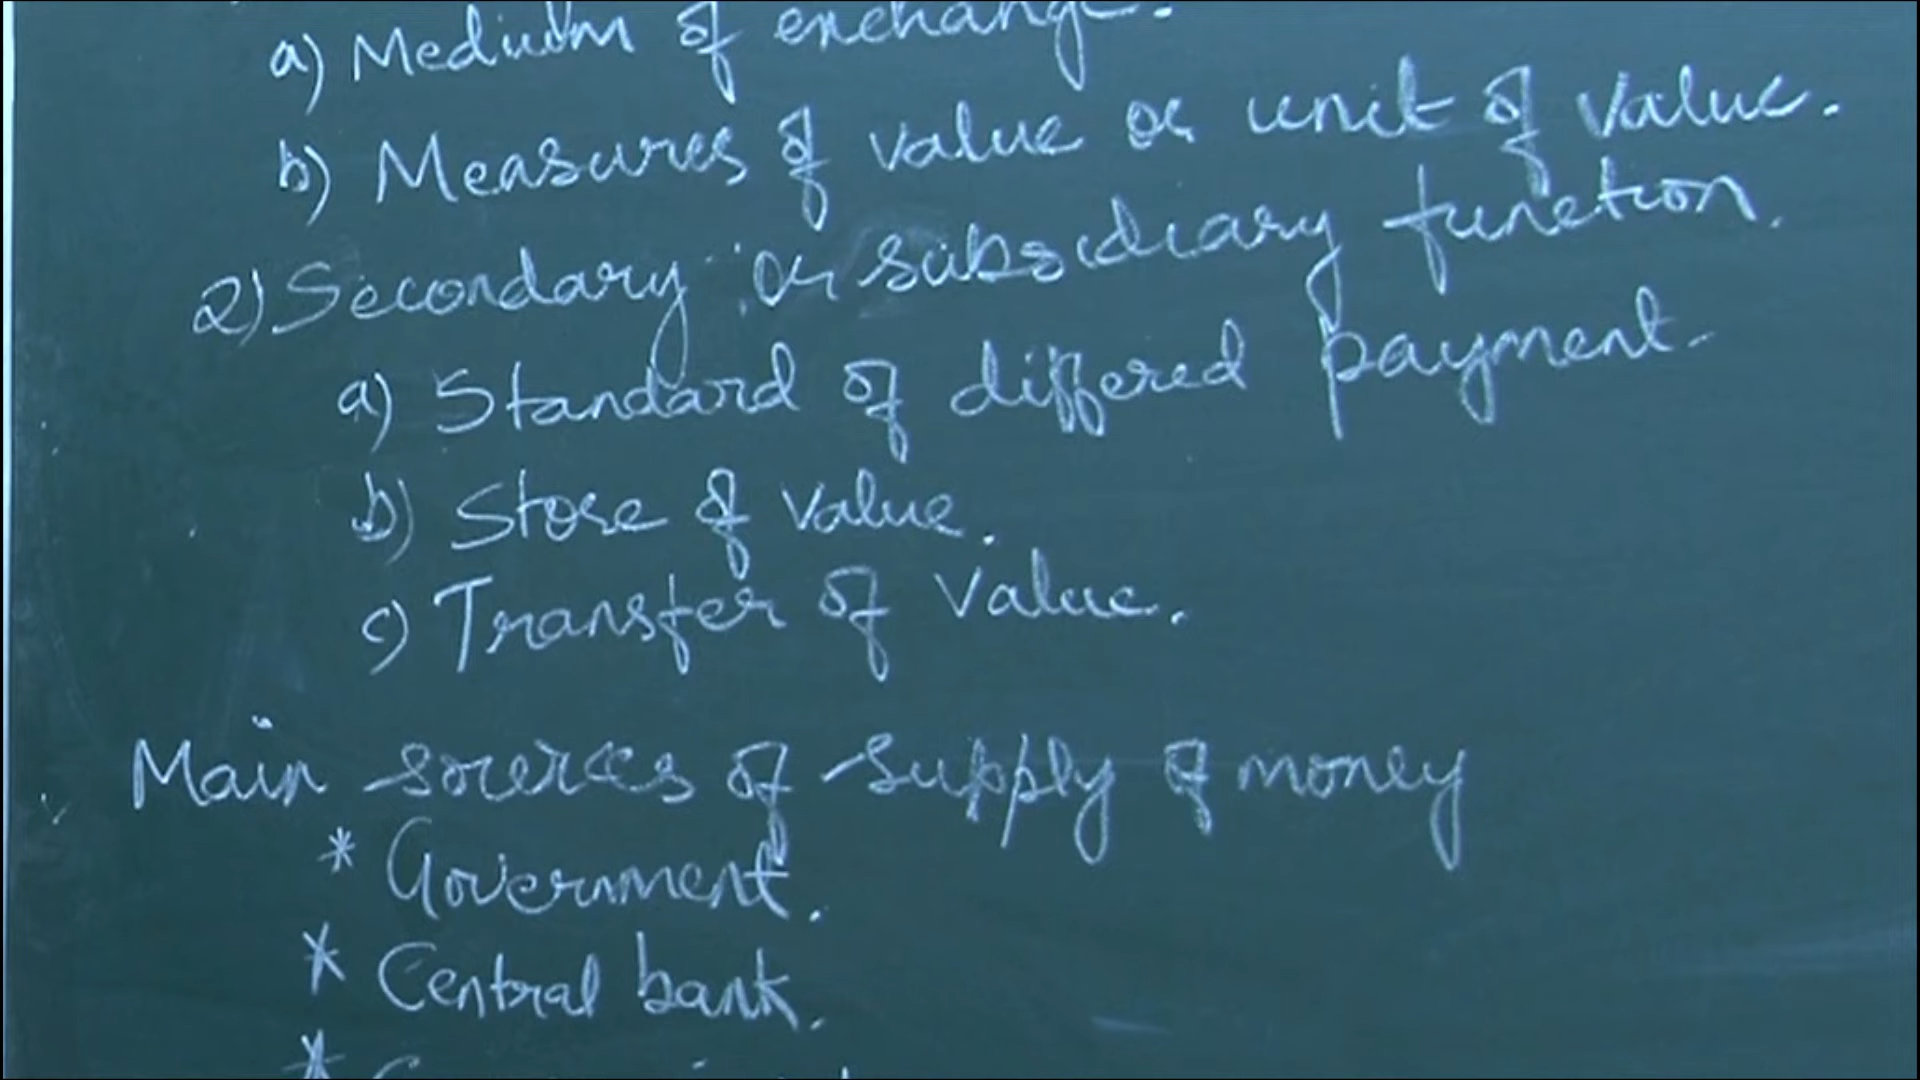 a) Medium of exchange.
b) Measures of value or unit of value.
2) Secondary or subsidiary function.
a) Standard of differed payment.
b) Store of value.
c) Transfer of value.
Main sources of supply of money
* Government.
* Central bank.
*